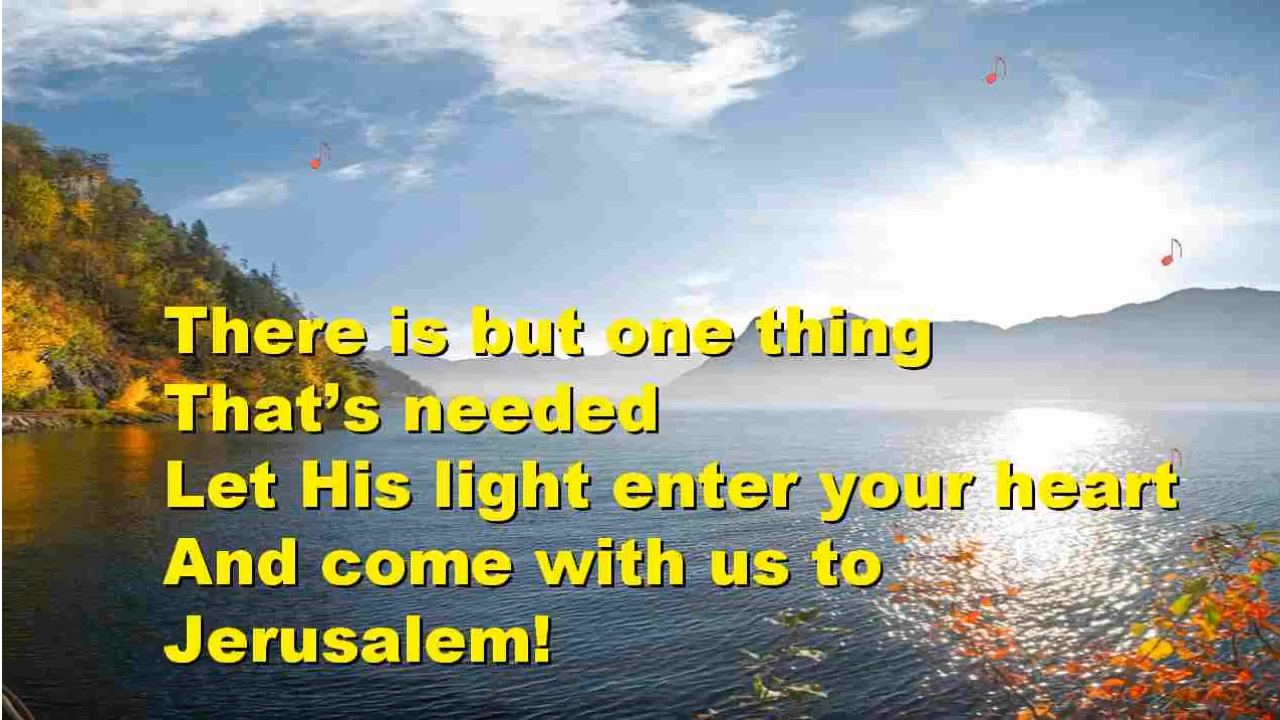 There is but one thing
That’s needed
Let His light enter your heart
And come with us to
Jerusalem!